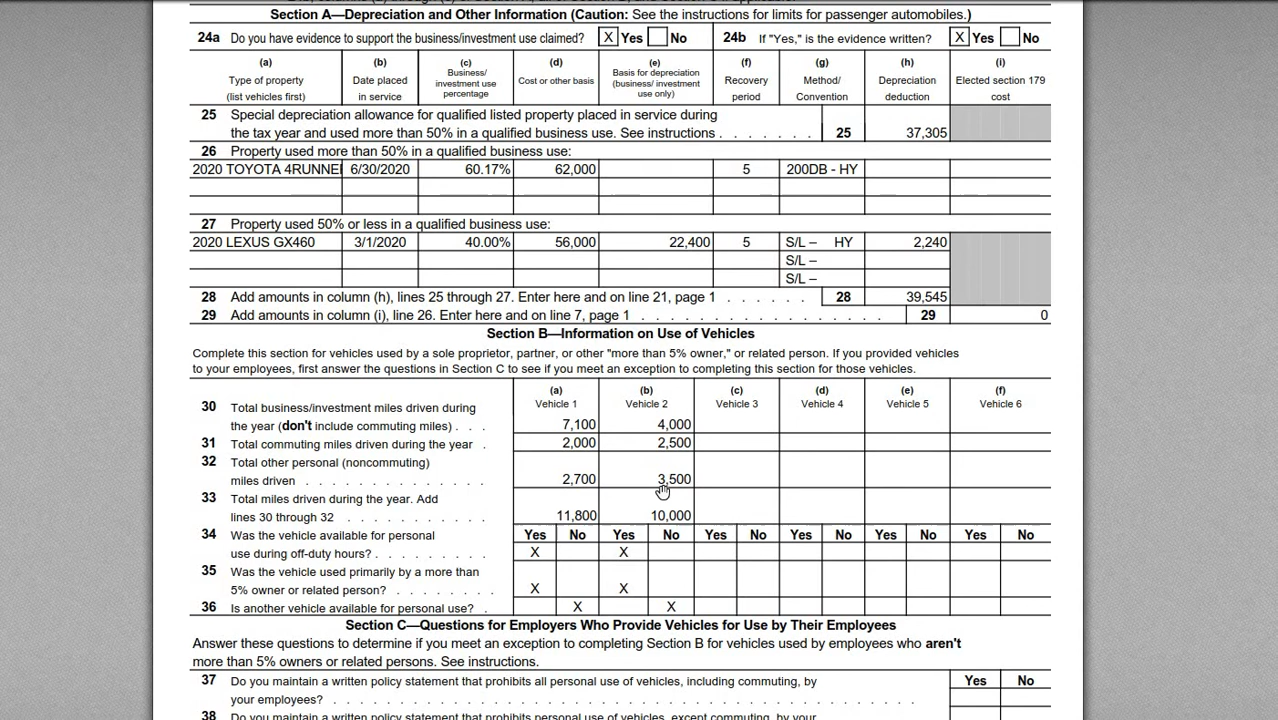 Section A—Depreciation and Other Information (Caution: See the instructions for limits for passenger automobiles.)
24a Do you have evidence to support the business/investment use claimed? X Yes No 24b If "Yes," is the evidence written? X Yes No
(a) Type of property (list vehicles first)
(b) Date placed in service
(c) Business/ investment use percentage
(d) Cost or other basis
(e) Basis for depreciation (business/ investment use only)
(f) Recovery period
(g) Method/ Convention
(h) Depreciation deduction
(i) Elected section 179 cost
25 Special depreciation allowance for qualified listed property placed in service during
the tax year and used more than 50% in a qualified business use. See instructions . . . . . . . 25 37,305
26 Property used more than 50% in a qualified business use:
2020 TOYOTA 4RUNNE 6/30/2020 60.17% 62,000 5 200DB - HY
27 Property used 50% or less in a qualified business use:
2020 LEXUS GX460 3/1/2020 40.00% 56,000 22,400 5 S/L – HY 2,240
S/L –
S/L –
28 Add amounts in column (h), lines 25 through 27. Enter here and on line 21, page 1 . . . . . . 28 39,545
29 Add amounts in column (i), line 26. Enter here and on line 7, page 1 . . . . . . . . . . . . . . . . . 29 0
Section B—Information on Use of Vehicles
Complete this section for vehicles used by a sole proprietor, partner, or other "more than 5% owner," or related person. If you provided vehicles
to your employees, first answer the questions in Section C to see if you meet an exception to completing this section for those vehicles.
(a) (b) (c) (d) (e) (f)
Vehicle 1 Vehicle 2 Vehicle 3 Vehicle 4 Vehicle 5 Vehicle 6
30 Total business/investment miles driven during
the year (don't include commuting miles) . . . 7,100 4,000
31 Total commuting miles driven during the year . 2,000 2,500
32 Total other personal (noncommuting)
miles driven . . . . . . . . . . . . . . 2,700 3,500
33 Total miles driven during the year. Add
lines 30 through 32 . . . . . . . . . . . 11,800 10,000
34 Was the vehicle available for personal Yes No Yes No Yes No Yes No Yes No Yes No
use during off-duty hours? . . . . . . . . . X X
35 Was the vehicle used primarily by a more than
5% owner or related person? . . . . . . . . X X
36 Is another vehicle available for personal use? . X X
Section C—Questions for Employers Who Provide Vehicles for Use by Their Employees
Answer these questions to determine if you meet an exception to completing Section B for vehicles used by employees who aren't
more than 5% owners or related persons. See instructions.
37 Do you maintain a written policy statement that prohibits all personal use of vehicles, including commuting, by Yes No
your employees? . . . . . . . . . . . . . . . . . . . . . . . . . . . . . . . . . . . . . . . . . . . .
38 Do you maintain a written policy statement that prohibits personal use of vehicles, except commuting, by your